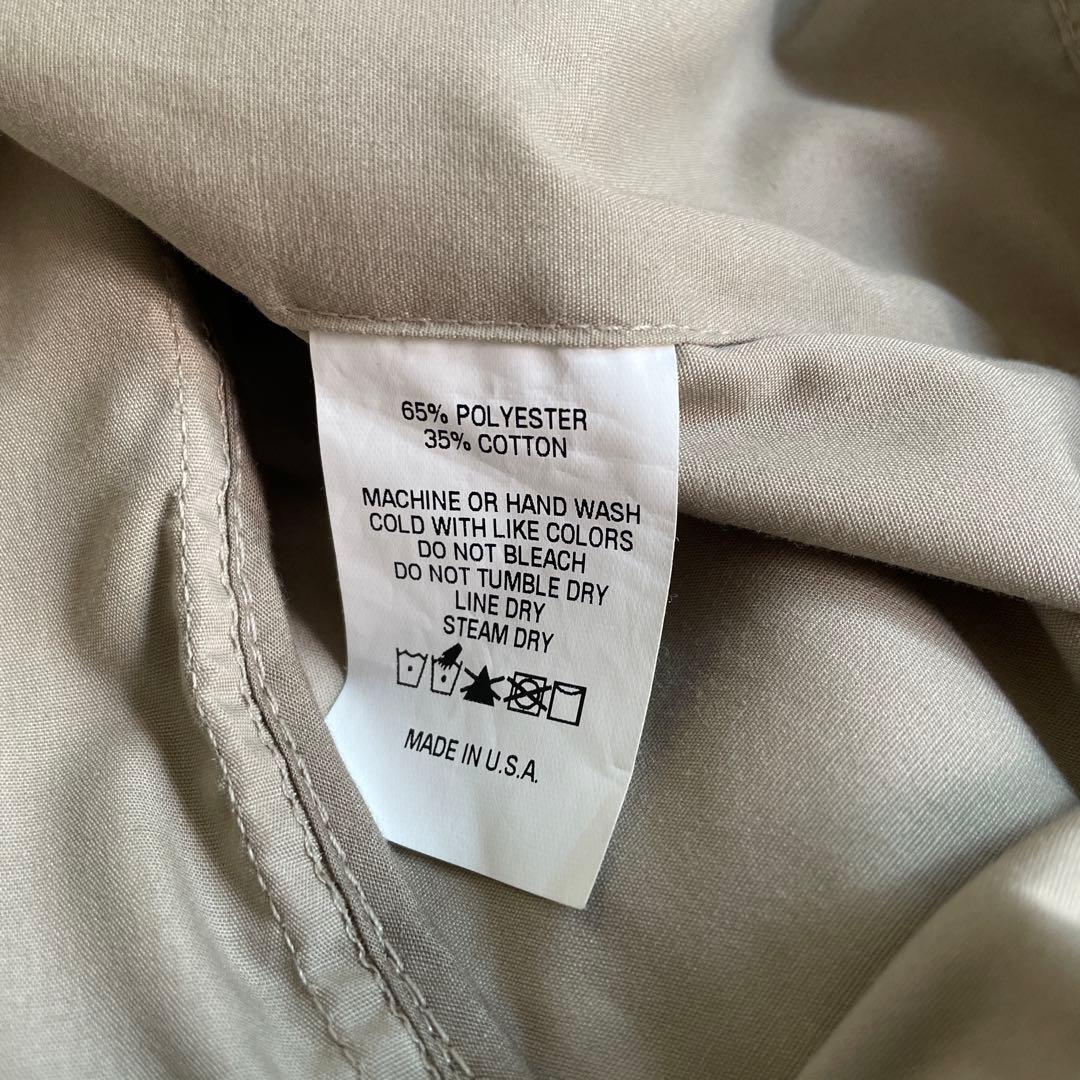 65% POLYESTER
35% COTTON
MACHINE OR HAND WASH
COLD WITH LIKE COLORS
DO NOT BLEACH
DO NOT TUMBLE DRY
LINE DRY
STEAM DRY
MADE IN U.S.A.